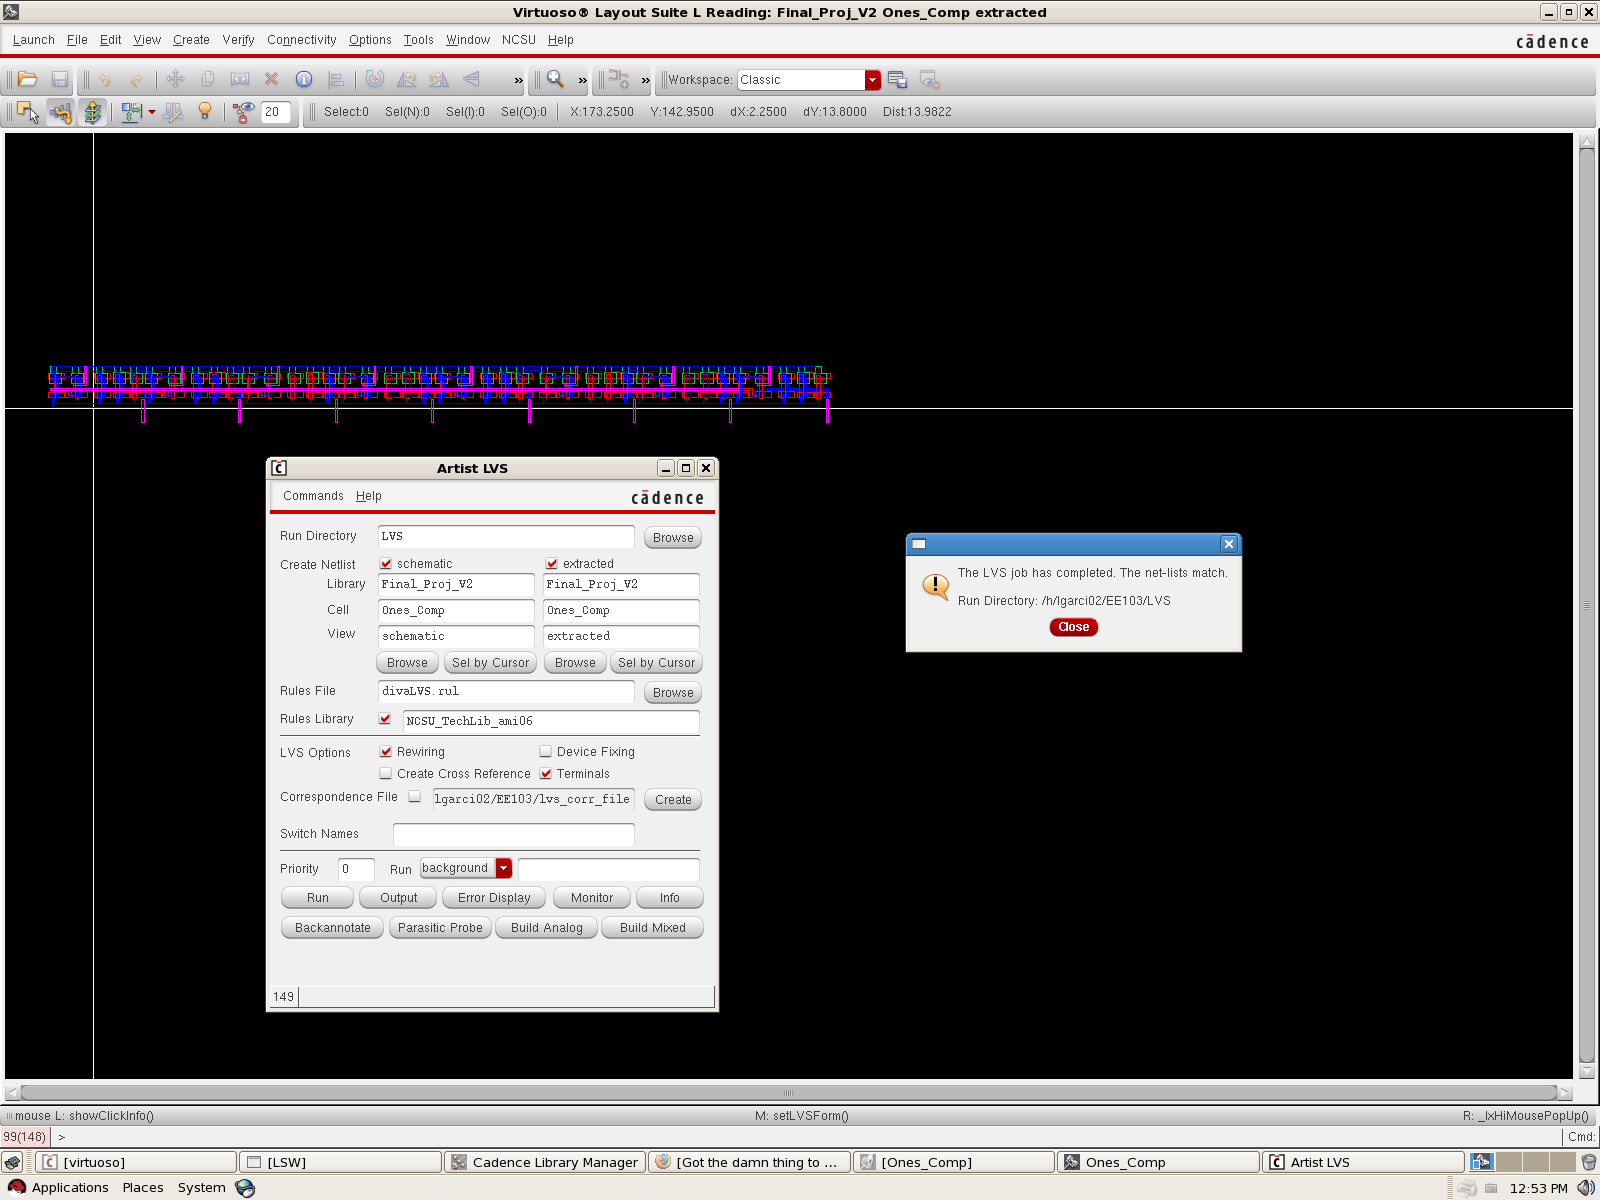 Virtuoso® Layout Suite L Reading: Final_Proj_V2 Ones_Comp extracted
Launch File Edit View Create Verify Connectivity Options Tools Window NCSU Help
cādence
» » » Workspace: Classic
20 Select:0 Sel(N):0 Sel(I):0 Sel(O):0 X:173.2500 Y:142.9500 dX:2.2500 dY:13.8000 Dist:13.9822
Artist LVS
Commands Help
cādence
Run Directory LVS Browse
Create Netlist schematic extracted
Library Final_Proj_V2 Final_Proj_V2
Cell Ones_Comp Ones_Comp
View schematic extracted
Browse Sel by Cursor Browse Sel by Cursor
Rules File divaLVS.rul Browse
Rules Library NCSU_TechLib_ami06
LVS Options Rewiring Device Fixing
Create Cross Reference Terminals
Correspondence File lgarci02/EE103/lvs_corr_file Create
Switch Names
Priority 0 Run background
Run Output Error Display Monitor Info
Backannotate Parasitic Probe Build Analog Build Mixed
149
The LVS job has completed. The net-lists match.
Run Directory: /h/lgarci02/EE103/LVS
Close
mouse L: showClickInfo() M: setLVSForm() R: _lxHiMousePopUp()
99(148) > Cmd:
[virtuoso] [LSW] Cadence Library Manager [Got the damn thing to ... [Ones_Comp] Ones_Comp Artist LVS
Applications Places System 12:53 PM